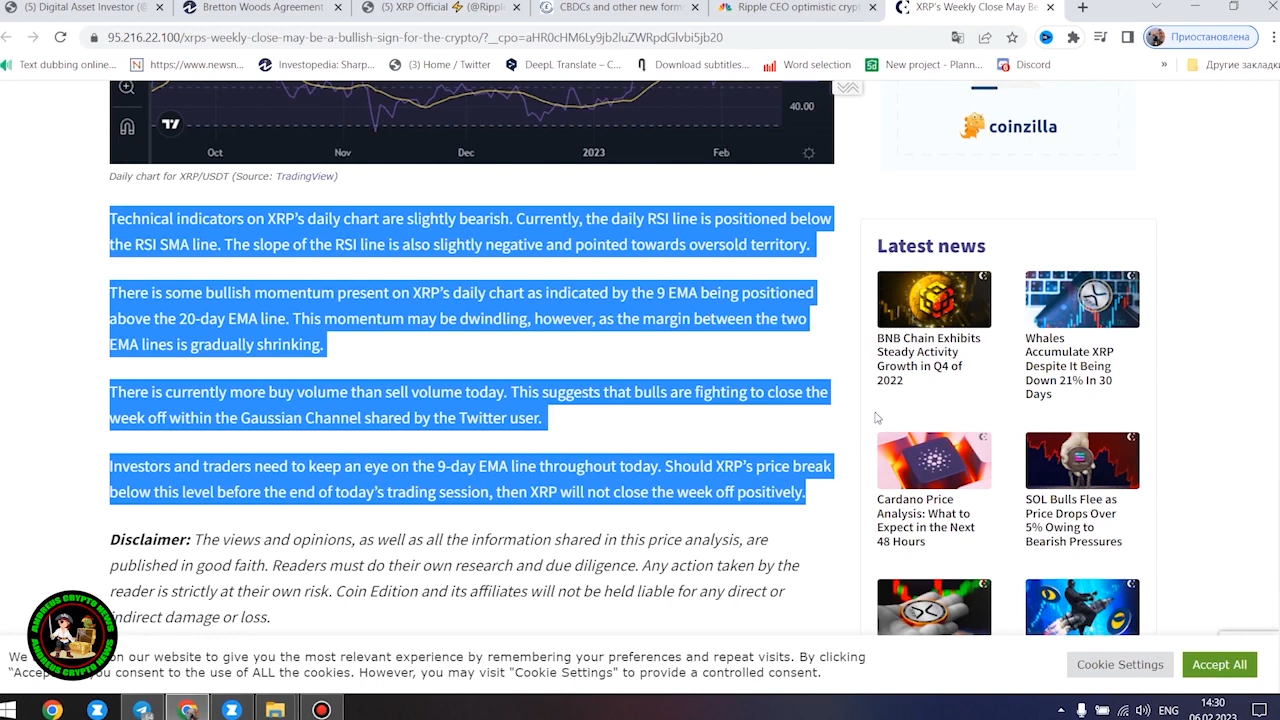 (5) Digital Asset Investor (@
Bretton Woods Agreement
(5) XRP Official ⚡ (@Ripple
CBDCs and other new form
Ripple CEO optimistic crypt
XRP's Weekly Close May Be
95.216.22.100/xrps-weekly-close-may-be-a-bullish-sign-for-the-crypto/?__cpo=aHR0cHM6Ly9jb2luZWRpdGlvbi5jb20
Приостановлена
Text dubbing online...
https://www.newsn...
Investopedia: Sharp...
(3) Home / Twitter
DeepL Translate – C...
Download subtitles...
Word selection
New project - Plann...
Discord
»
Другие закладки
40.00
Oct Nov Dec 2023 Feb
Daily chart for XRP/USDT (Source: TradingView)
Technical indicators on XRP's daily chart are slightly bearish. Currently, the daily RSI line is positioned below
the RSI SMA line. The slope of the RSI line is also slightly negative and pointed towards oversold territory.
There is some bullish momentum present on XRP's daily chart as indicated by the 9 EMA being positioned
above the 20-day EMA line. This momentum may be dwindling, however, as the margin between the two
EMA lines is gradually shrinking.
There is currently more buy volume than sell volume today. This suggests that bulls are fighting to close the
week off within the Gaussian Channel shared by the Twitter user.
Investors and traders need to keep an eye on the 9-day EMA line throughout today. Should XRP's price break
below this level before the end of today's trading session, then XRP will not close the week off positively.
Disclaimer: The views and opinions, as well as all the information shared in this price analysis, are
published in good faith. Readers must do their own research and due diligence. Any action taken by the
reader is strictly at their own risk. Coin Edition and its affiliates will not be held liable for any direct or
indirect damage or loss.
coinzilla
Latest news
BNB Chain Exhibits
Steady Activity
Growth in Q4 of
2022
Whales
Accumulate XRP
Despite It Being
Down 21% In 30
Days
Cardano Price
Analysis: What to
Expect in the Next
48 Hours
SOL Bulls Flee as
Price Drops Over
5% Owing to
Bearish Pressures
ANDREUS CRYPTO NEWS
ANDREUS CRYPTO NEWS
We on our website to give you the most relevant experience by remembering your preferences and repeat visits. By clicking
"Accep you consent to the use of ALL the cookies. However, you may visit "Cookie Settings" to provide a controlled consent.
Cookie Settings
Accept All
ENG
14:30
06.02.2023